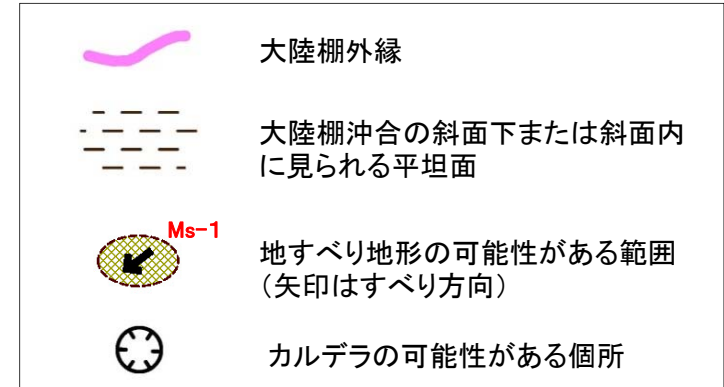 大陸棚外縁
大陸棚沖合の斜面下または斜面内
に見られる平坦面
Ms-1
地すべり地形の可能性がある範囲
(矢印はすべり方向)
カルデラの可能性がある個所